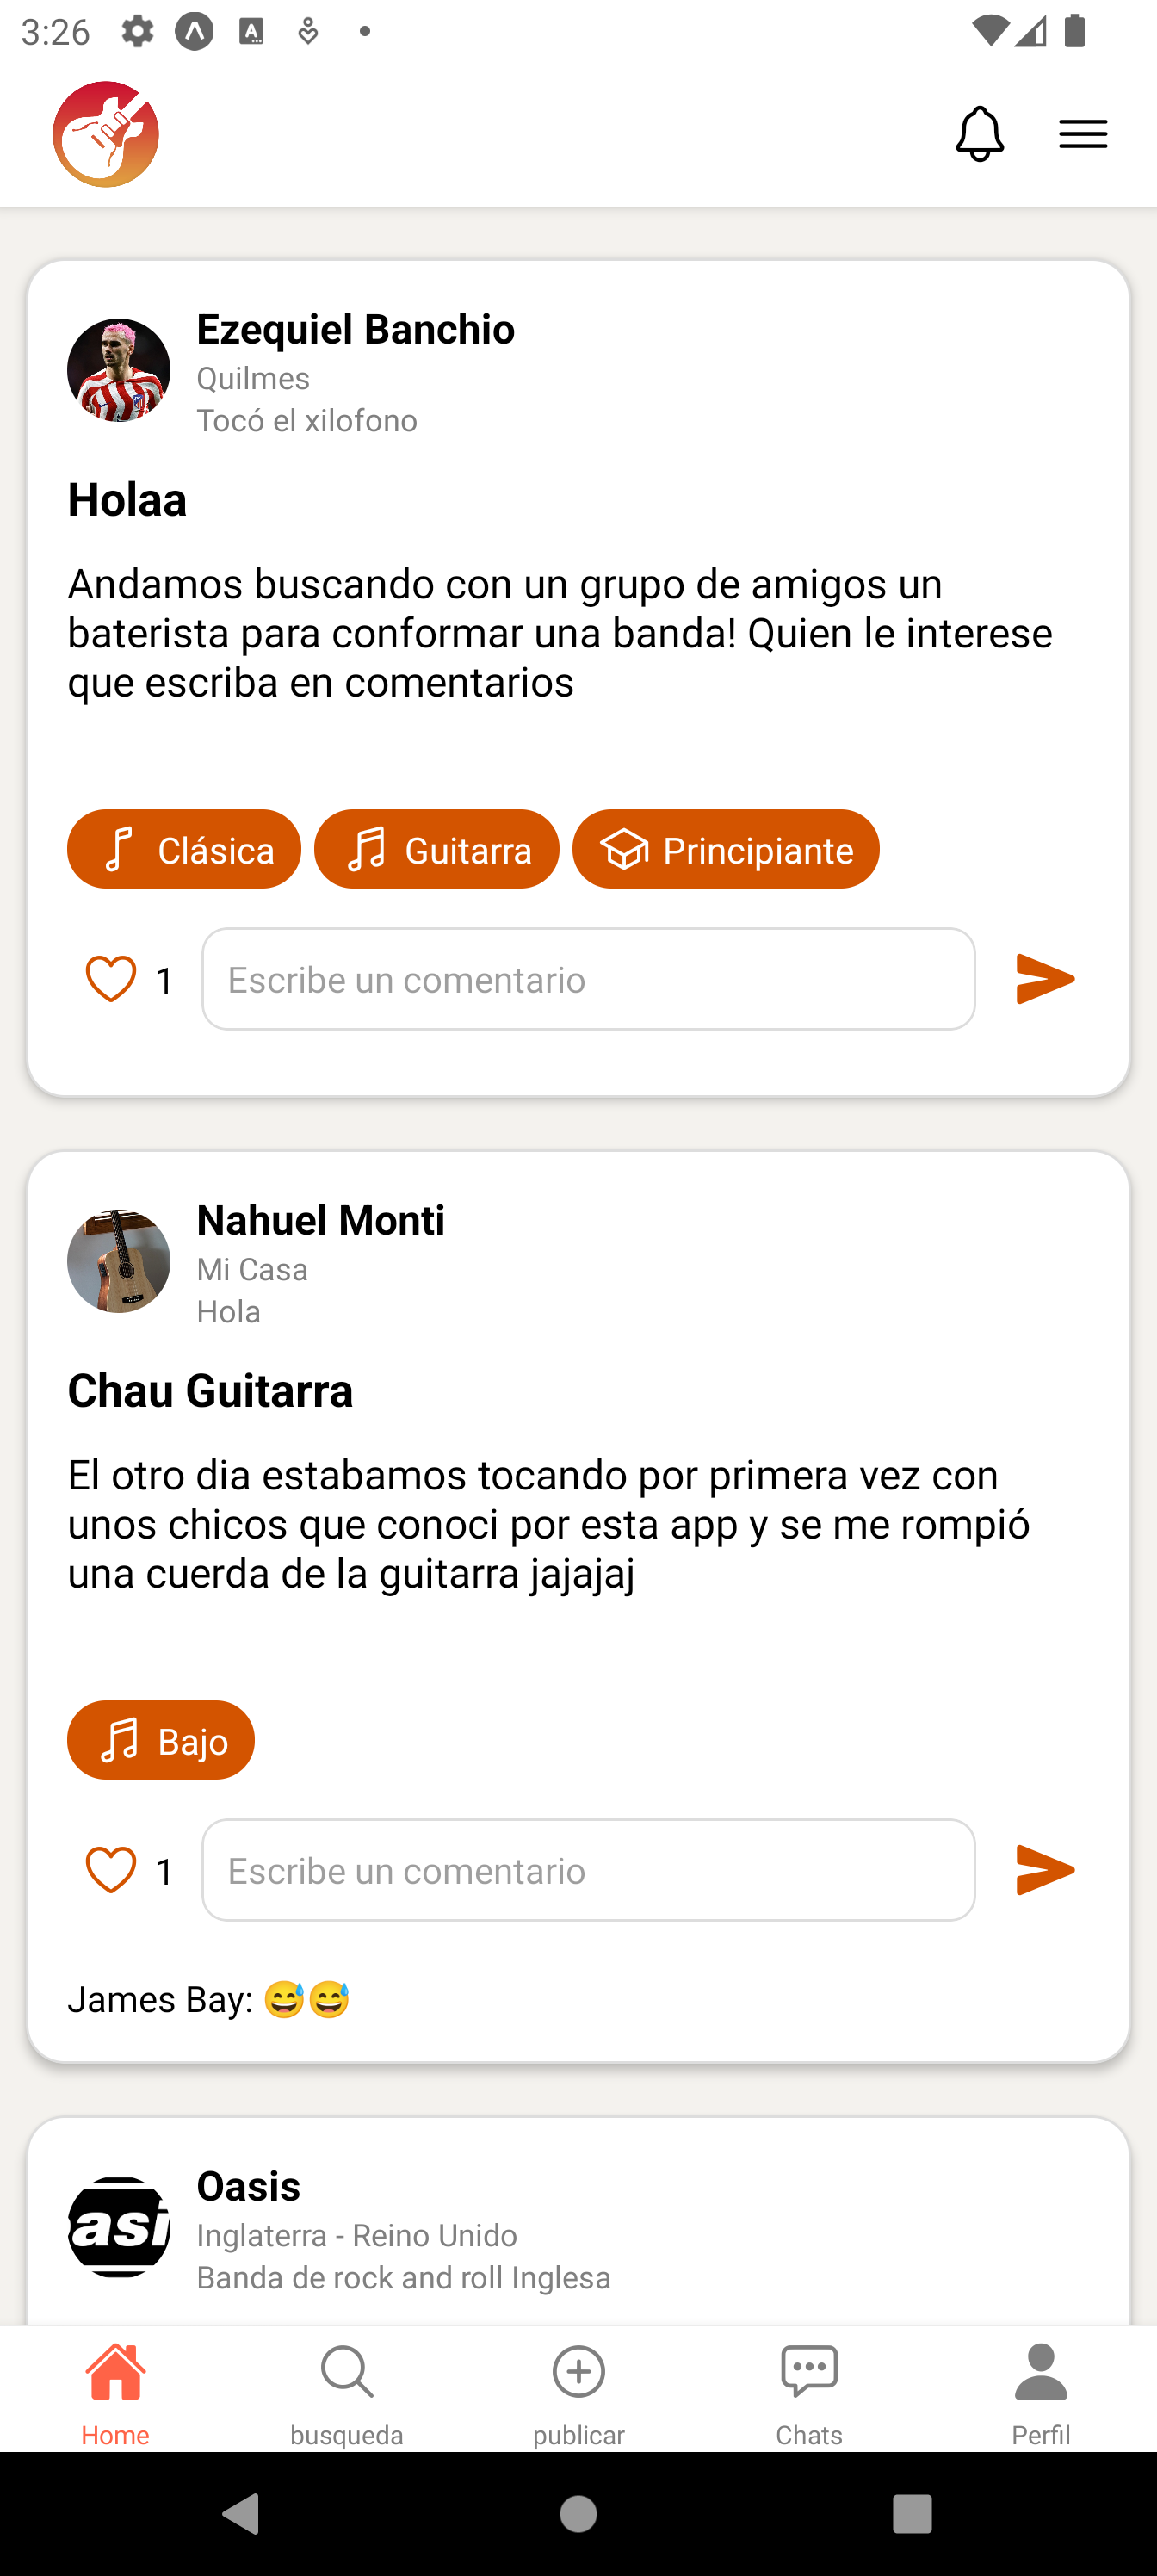 3:26
Ezequiel Banchio
Quilmes
Tocó el xilofono
Holaa
Andamos buscando con un grupo de amigos un
baterista para conformar una banda! Quien le interese
que escriba en comentarios
Clásica Guitarra Principiante
1 Escribe un comentario
Nahuel Monti
Mi Casa
Hola
Chau Guitarra
El otro dia estabamos tocando por primera vez con
unos chicos que conoci por esta app y se me rompió
una cuerda de la guitarra jajajaj
Bajo
1 Escribe un comentario
James Bay: 😅😅
asi
Oasis
Inglaterra - Reino Unido
Banda de rock and roll Inglesa
Home busqueda publicar Chats Perfil